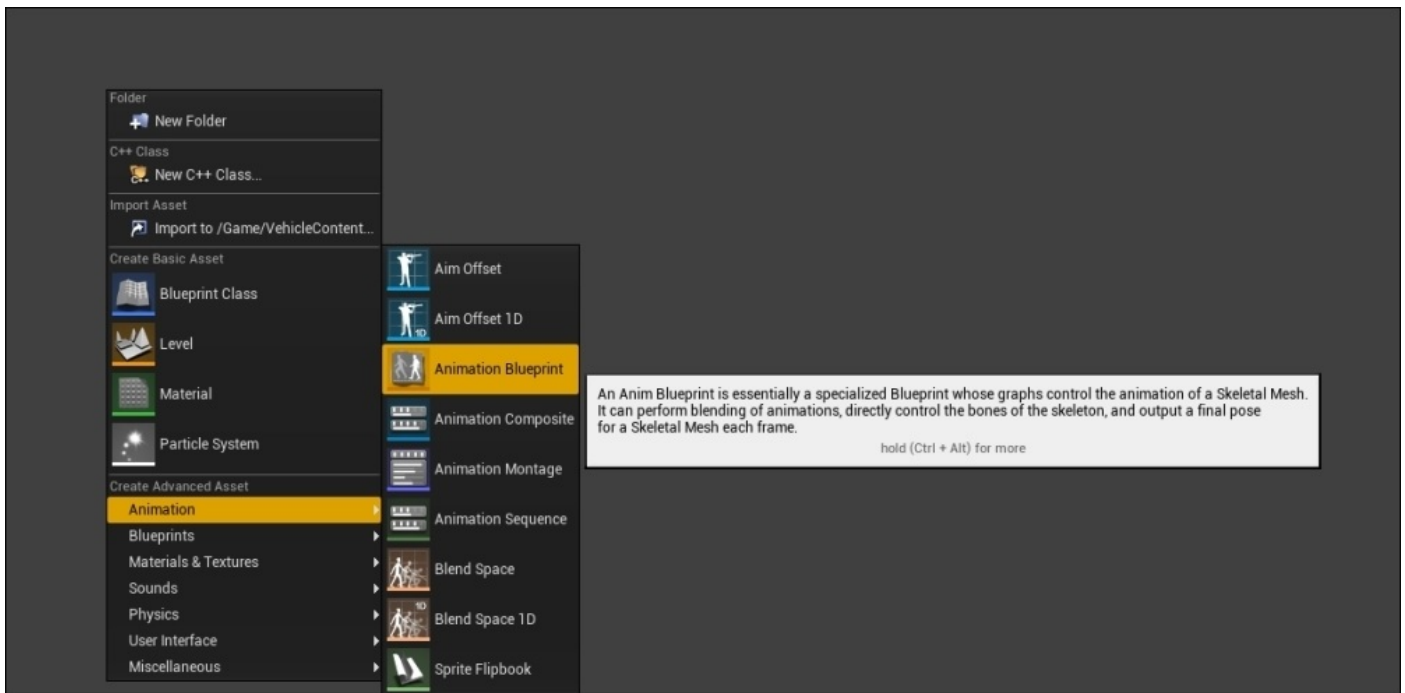 Folder
New Folder
C++ Class
New C++ Class...
Import Asset
Import to /Game/VehicleContent...
Create Basic Asset
Blueprint Class
Level
Material
Particle System
Create Advanced Asset
Animation
Blueprints
Materials & Textures
Sounds
Physics
User Interface
Miscellaneous
Aim Offset
1D
Aim Offset 1D
Animation Blueprint
Animation Composite
Animation Montage
Animation Sequence
Blend Space
1D
Blend Space 1D
Sprite Flipbook
An Anim Blueprint is essentially a specialized Blueprint whose graphs control the animation of a Skeletal Mesh.
It can perform blending of animations, directly control the bones of the skeleton, and output a final pose
for a Skeletal Mesh each frame.
hold (Ctrl + Alt) for more